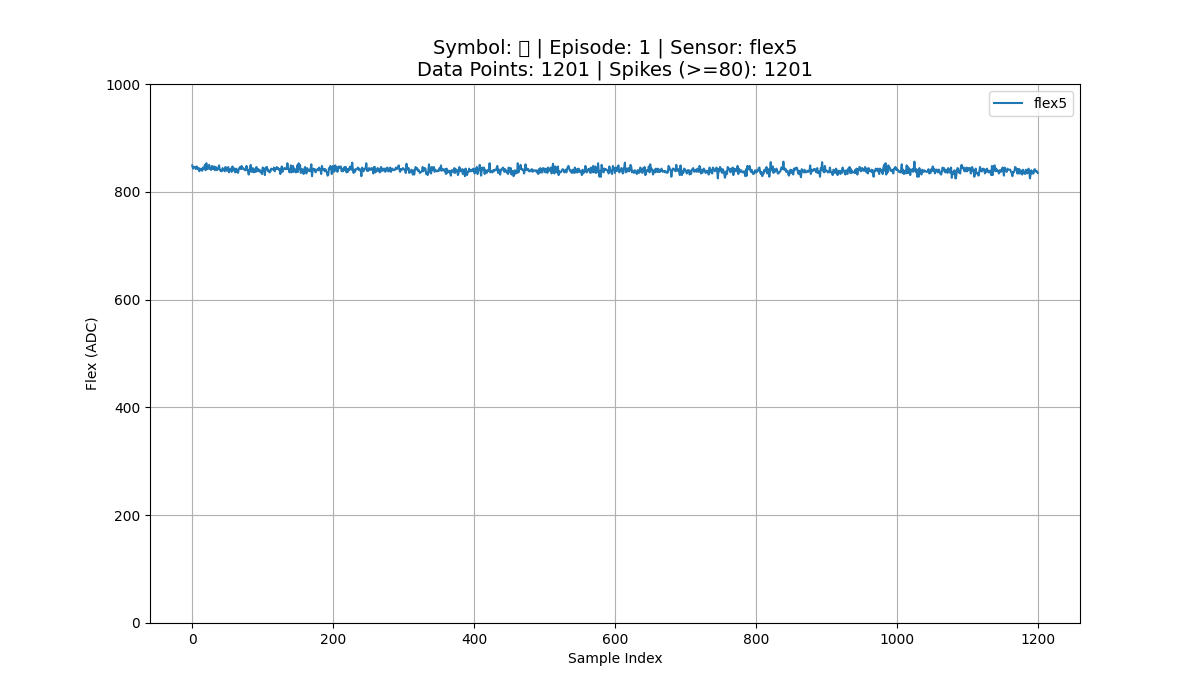 Symbol: | Episode: 1 | Sensor: flex5
Data Points: 1201 | Spikes (>=80): 1201
flex5
1000
800
600
400
200
0
Flex (ADC)
0 200 400 600 800 1000 1200
Sample Index